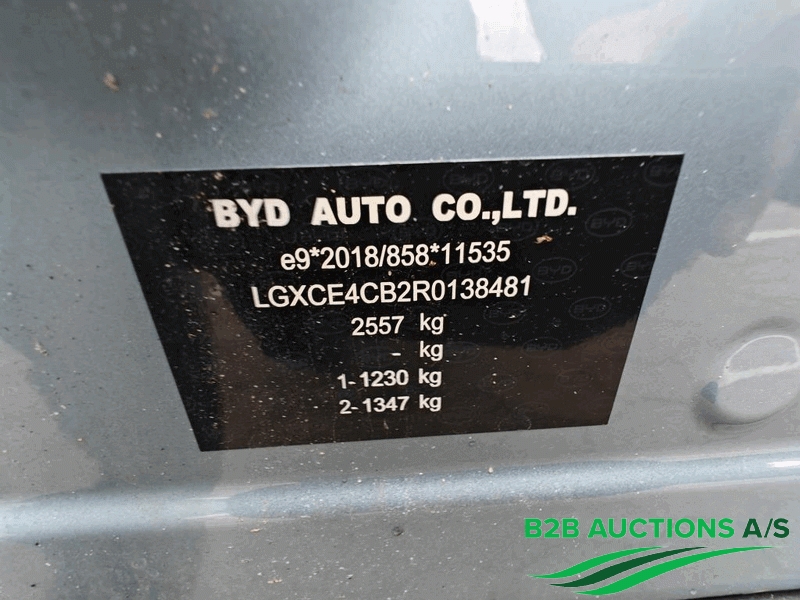 BYD AUTO CO.,LTD.
e9*2018/858*11535
LGXCE4CB2R0138481
2557 kg
- kg
1-1230 kg
2-1347 kg
B2B AUCTIONS A/S